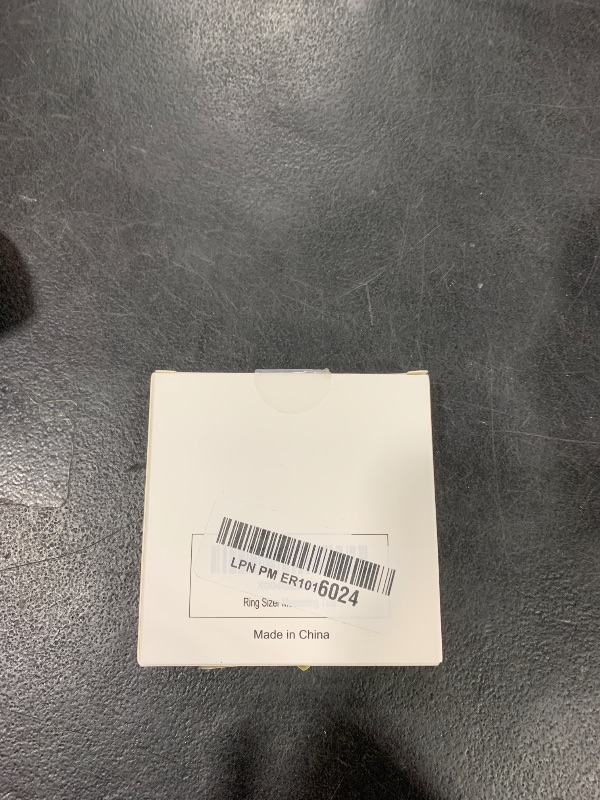 LPN PM ER1016024
Ring Sizer
Made in China